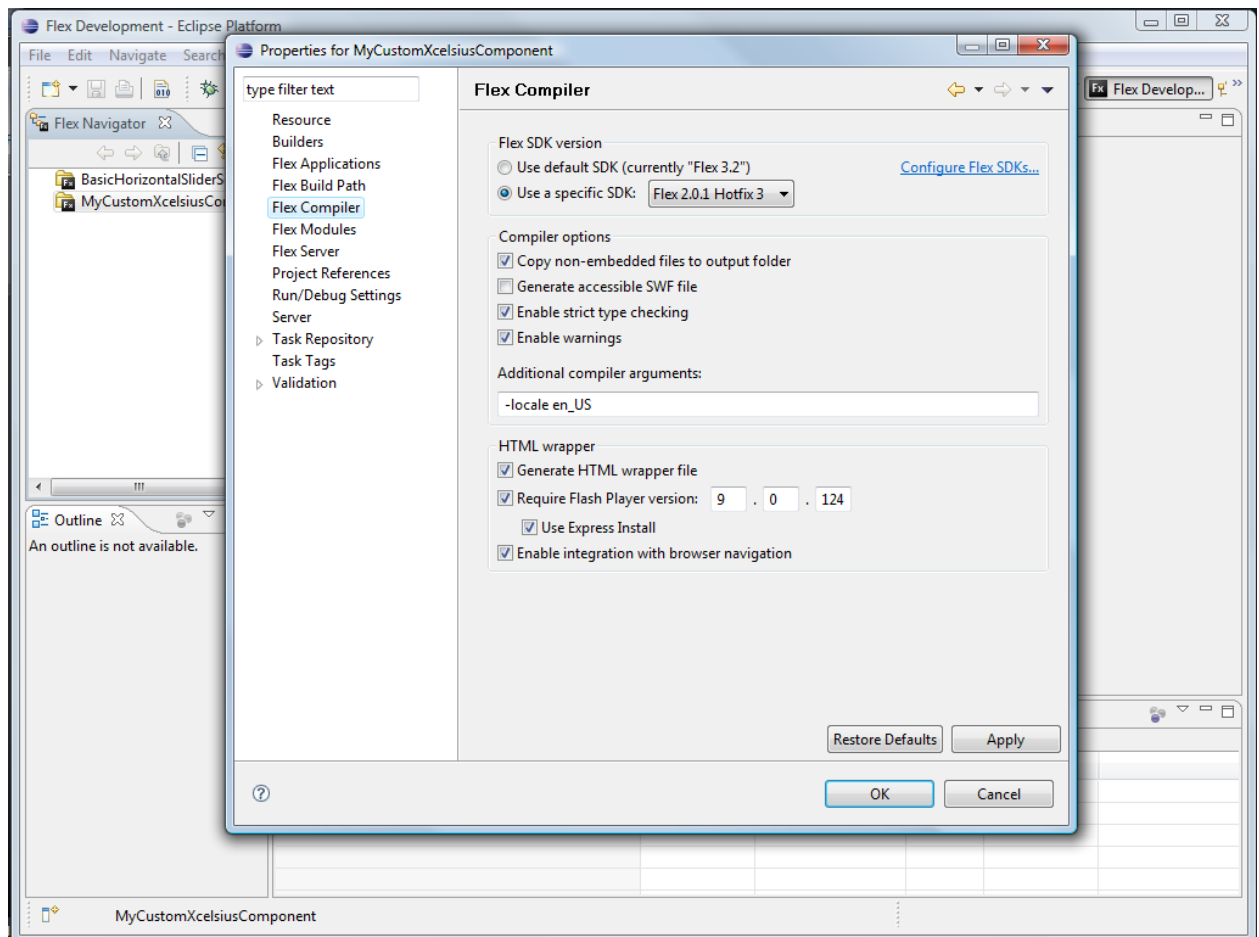 Flex Development - Eclipse Platform
File Edit Navigate Search
Properties for MyCustomXcelsiusComponent
type filter text
Flex Compiler
Fx Flex Develop...
Flex Navigator
Resource
Builders
Flex Applications
Flex Build Path
Flex Compiler
Flex Modules
Flex Server
Project References
Run/Debug Settings
Server
Task Repository
Task Tags
Validation
BasicHorizontalSliderS
MyCustomXcelsiusCo
Flex SDK version
Use default SDK (currently "Flex 3.2") Configure Flex SDKs...
Use a specific SDK: Flex 2.0.1 Hotfix 3
Compiler options
Copy non-embedded files to output folder
Generate accessible SWF file
Enable strict type checking
Enable warnings
Additional compiler arguments:
-locale en_US
HTML wrapper
Generate HTML wrapper file
Require Flash Player version: 9 . 0 . 124
Use Express Install
Enable integration with browser navigation
Outline
An outline is not available.
Restore Defaults Apply
OK Cancel
MyCustomXcelsiusComponent